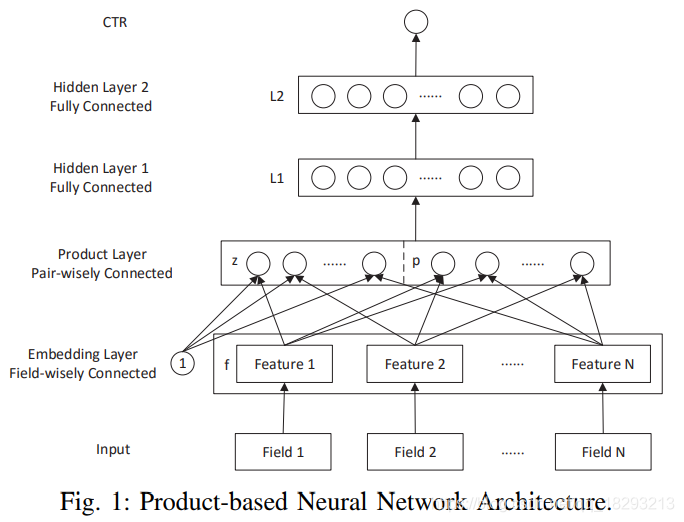 CTR
Hidden Layer 2
Fully Connected
L2
......
Hidden Layer 1
Fully Connected
L1
......
Product Layer
Pair-wisely Connected
z
......
p
......
Embedding Layer
Field-wisely Connected
1
f
Feature 1
Feature 2
......
Feature N
Input
Field 1
Field 2
......
Field N
Fig. 1: Product-based Neural Network Architecture.